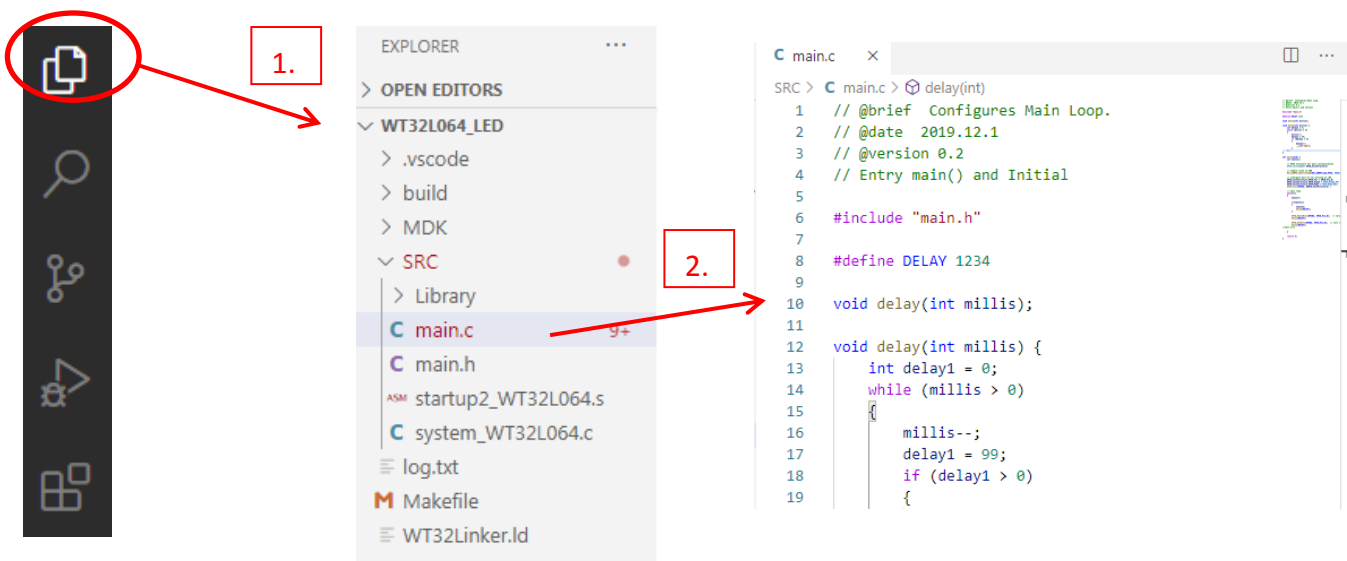 1.
EXPLORER ...
> OPEN EDITORS
WT32L064_LED
> .vscode
> build
> MDK
SRC
> Library
C main.c 9+
C main.h
ASM startup2_WT32L064.s
C system_WT32L064.c
log.txt
M Makefile
WT32Linker.ld
2.
C main.c ×
SRC > C main.c > delay(int)
1 // @brief Configures Main Loop.
2 // @date 2019.12.1
3 // @version 0.2
4 // Entry main() and Initial
5
6 #include "main.h"
7
8 #define DELAY 1234
9
10 void delay(int millis);
11
12 void delay(int millis) {
13 int delay1 = 0;
14 while (millis > 0)
15 {
16 millis--;
17 delay1 = 99;
18 if (delay1 > 0)
19 {